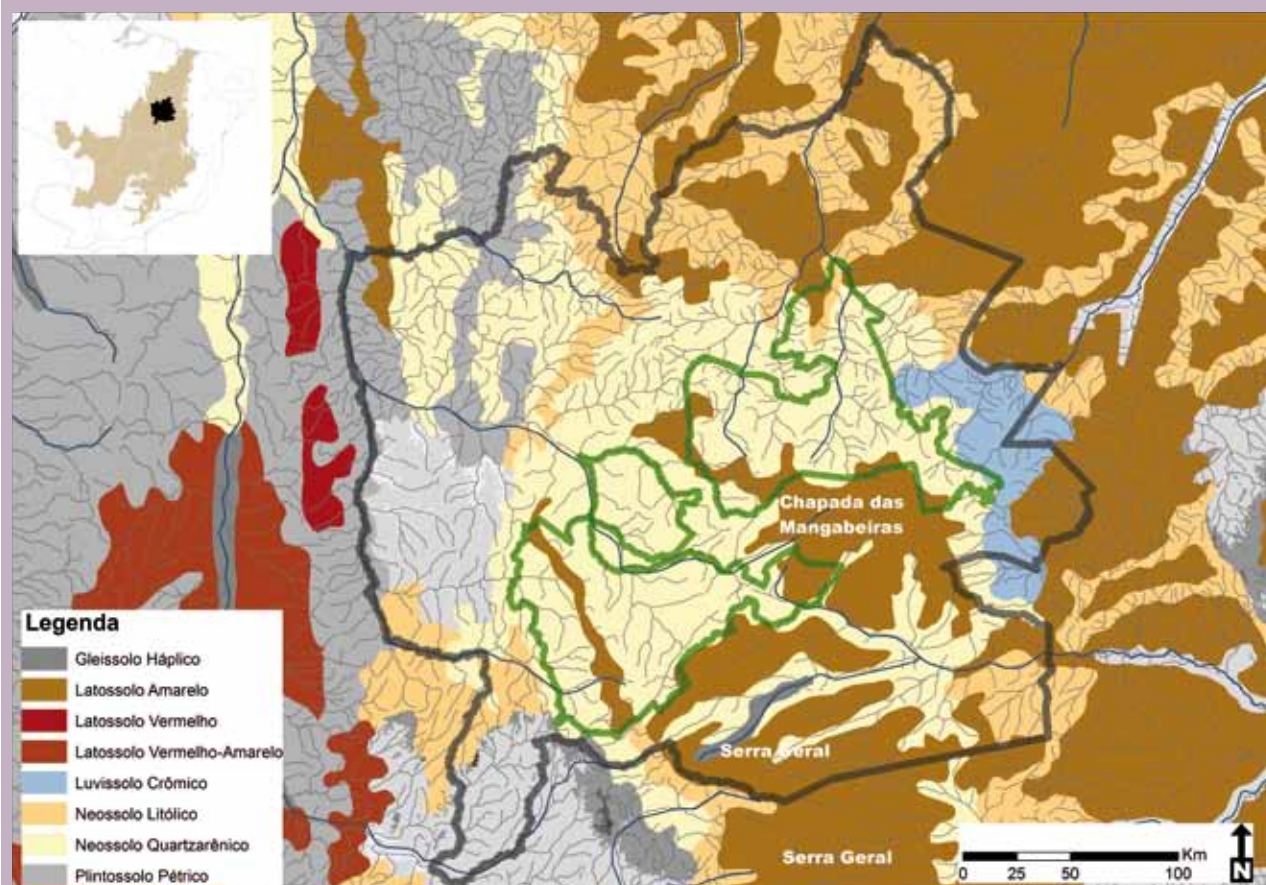 Chapada das
Mangabeiras
Serra Geral
Serra Geral
Legenda
Gleissolo Háplico
Latossolo Amarelo
Latossolo Vermelho
Latossolo Vermelho-Amarelo
Luvissolo Crômico
Neossolo Litólico
Neossolo Quartzarênico
Plintossolo Pétrico
Km
0 25 50 100
N